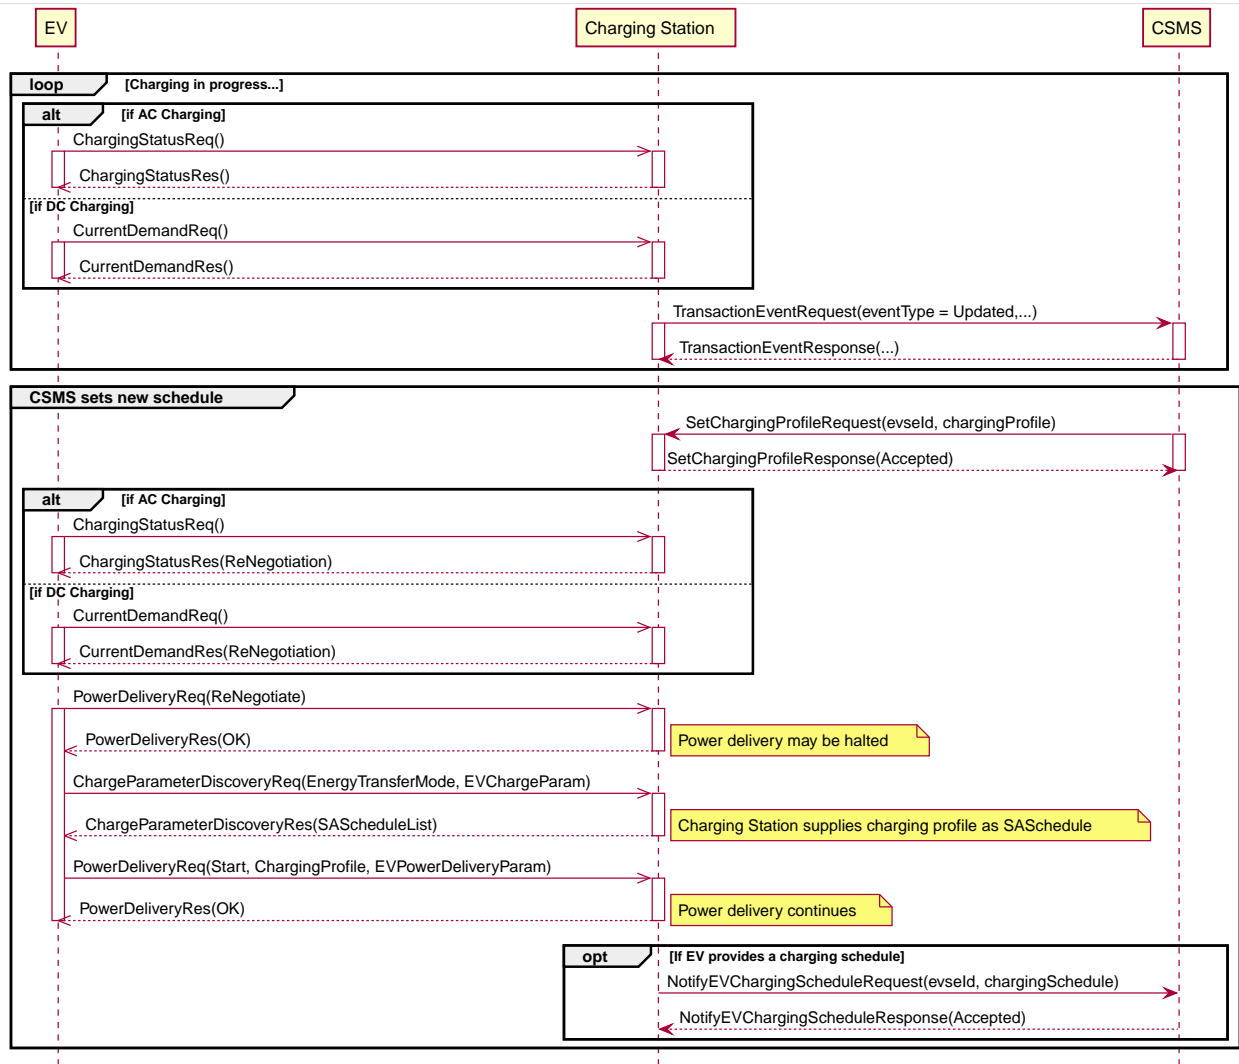 EV
Charging Station
CSMS
loop
[Charging in progress...]
alt
[if AC Charging]
ChargingStatusReq()
ChargingStatusRes()
[if DC Charging]
CurrentDemandReq()
CurrentDemandRes()
TransactionEventRequest(eventType = Updated,...)
TransactionEventResponse(...)
CSMS sets new schedule
SetChargingProfileRequest(evseId, chargingProfile)
SetChargingProfileResponse(Accepted)
alt
[if AC Charging]
ChargingStatusReq()
ChargingStatusRes(ReNegotiation)
[if DC Charging]
CurrentDemandReq()
CurrentDemandRes(ReNegotiation)
PowerDeliveryReq(ReNegotiate)
PowerDeliveryRes(OK)
Power delivery may be halted
ChargeParameterDiscoveryReq(EnergyTransferMode, EVChargeParam)
ChargeParameterDiscoveryRes(SAScheduleList)
Charging Station supplies charging profile as SASchedule
PowerDeliveryReq(Start, ChargingProfile, EVPowerDeliveryParam)
PowerDeliveryRes(OK)
Power delivery continues
opt
[If EV provides a charging schedule]
NotifyEVChargingScheduleRequest(evseId, chargingSchedule)
NotifyEVChargingScheduleResponse(Accepted)